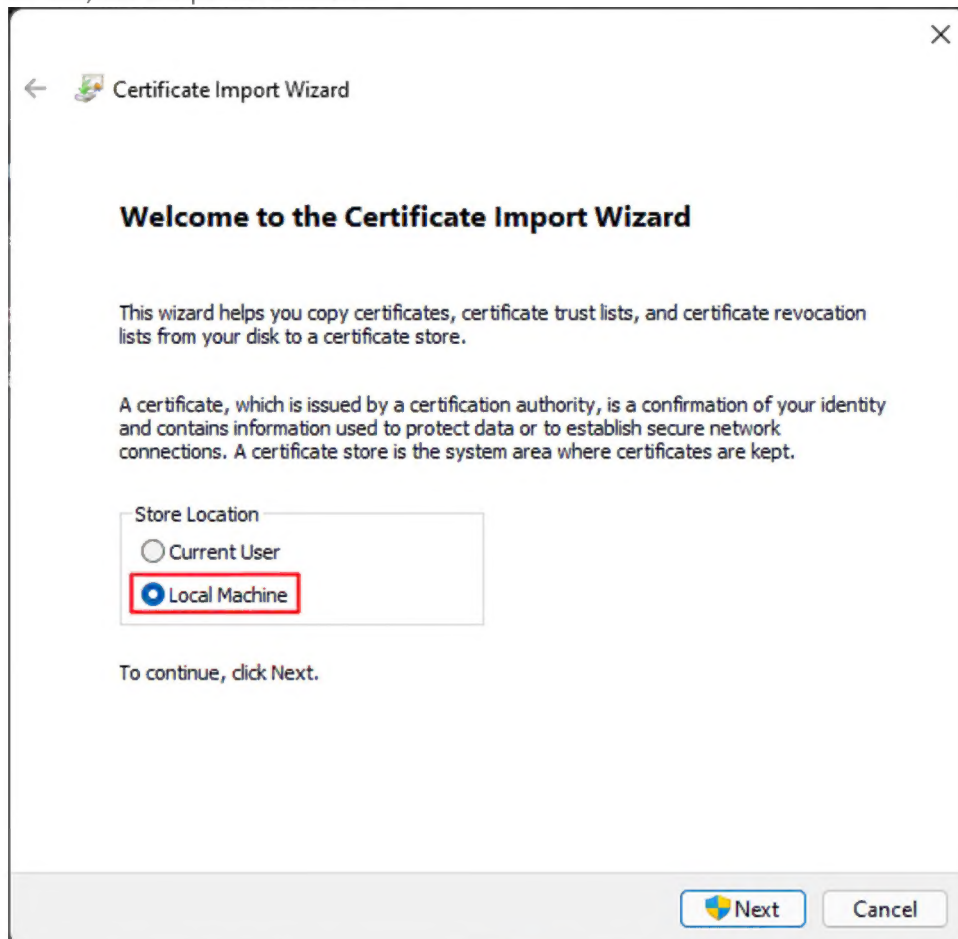 Certificate Import Wizard
Welcome to the Certificate Import Wizard
This wizard helps you copy certificates, certificate trust lists, and certificate revocation
lists from your disk to a certificate store.
A certificate, which is issued by a certification authority, is a confirmation of your identity
and contains information used to protect data or to establish secure network
connections. A certificate store is the system area where certificates are kept.
Store Location
Current User
Local Machine
To continue, click Next.
Next
Cancel